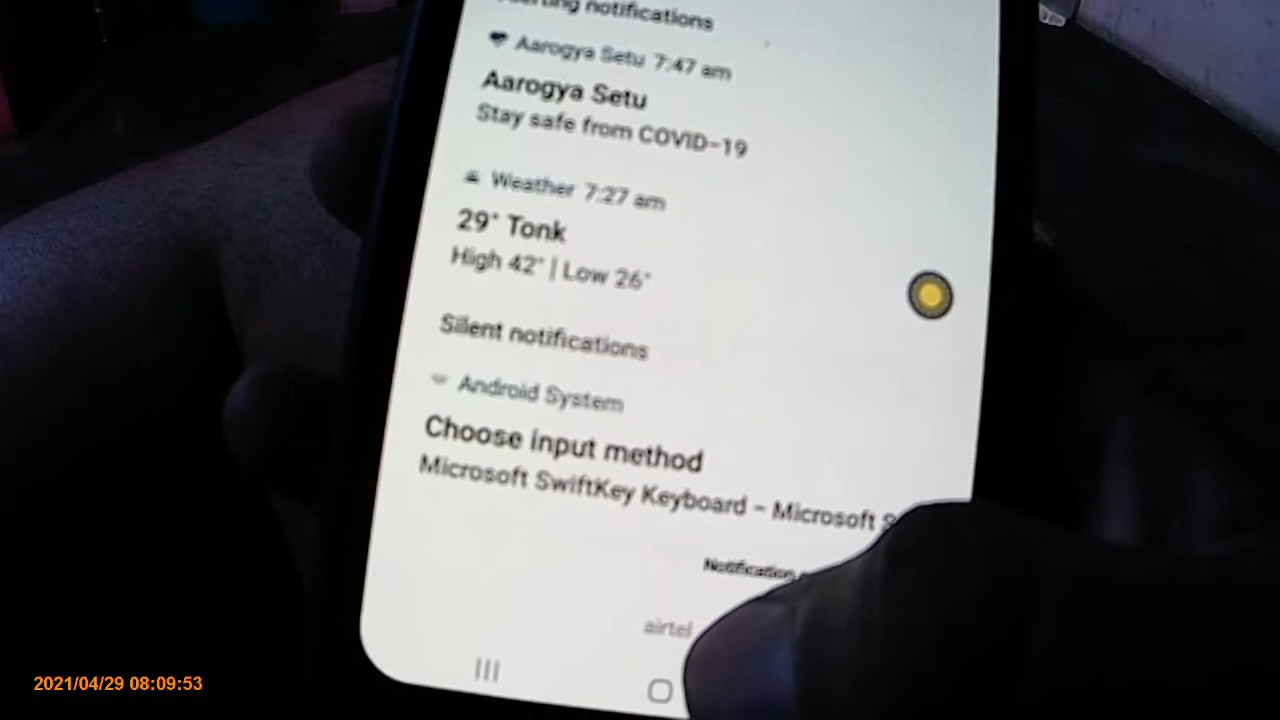 notifications
Aarogya Setu 7:47 am
Aarogya Setu
Stay safe from COVID-19
Weather 7:27 am
29° Tonk
High 42° | Low 26°
Silent notifications
Android System
Choose input method
Microsoft SwiftKey Keyboard - Microsoft S
Notification
airtel
2021/04/29 08:09:53